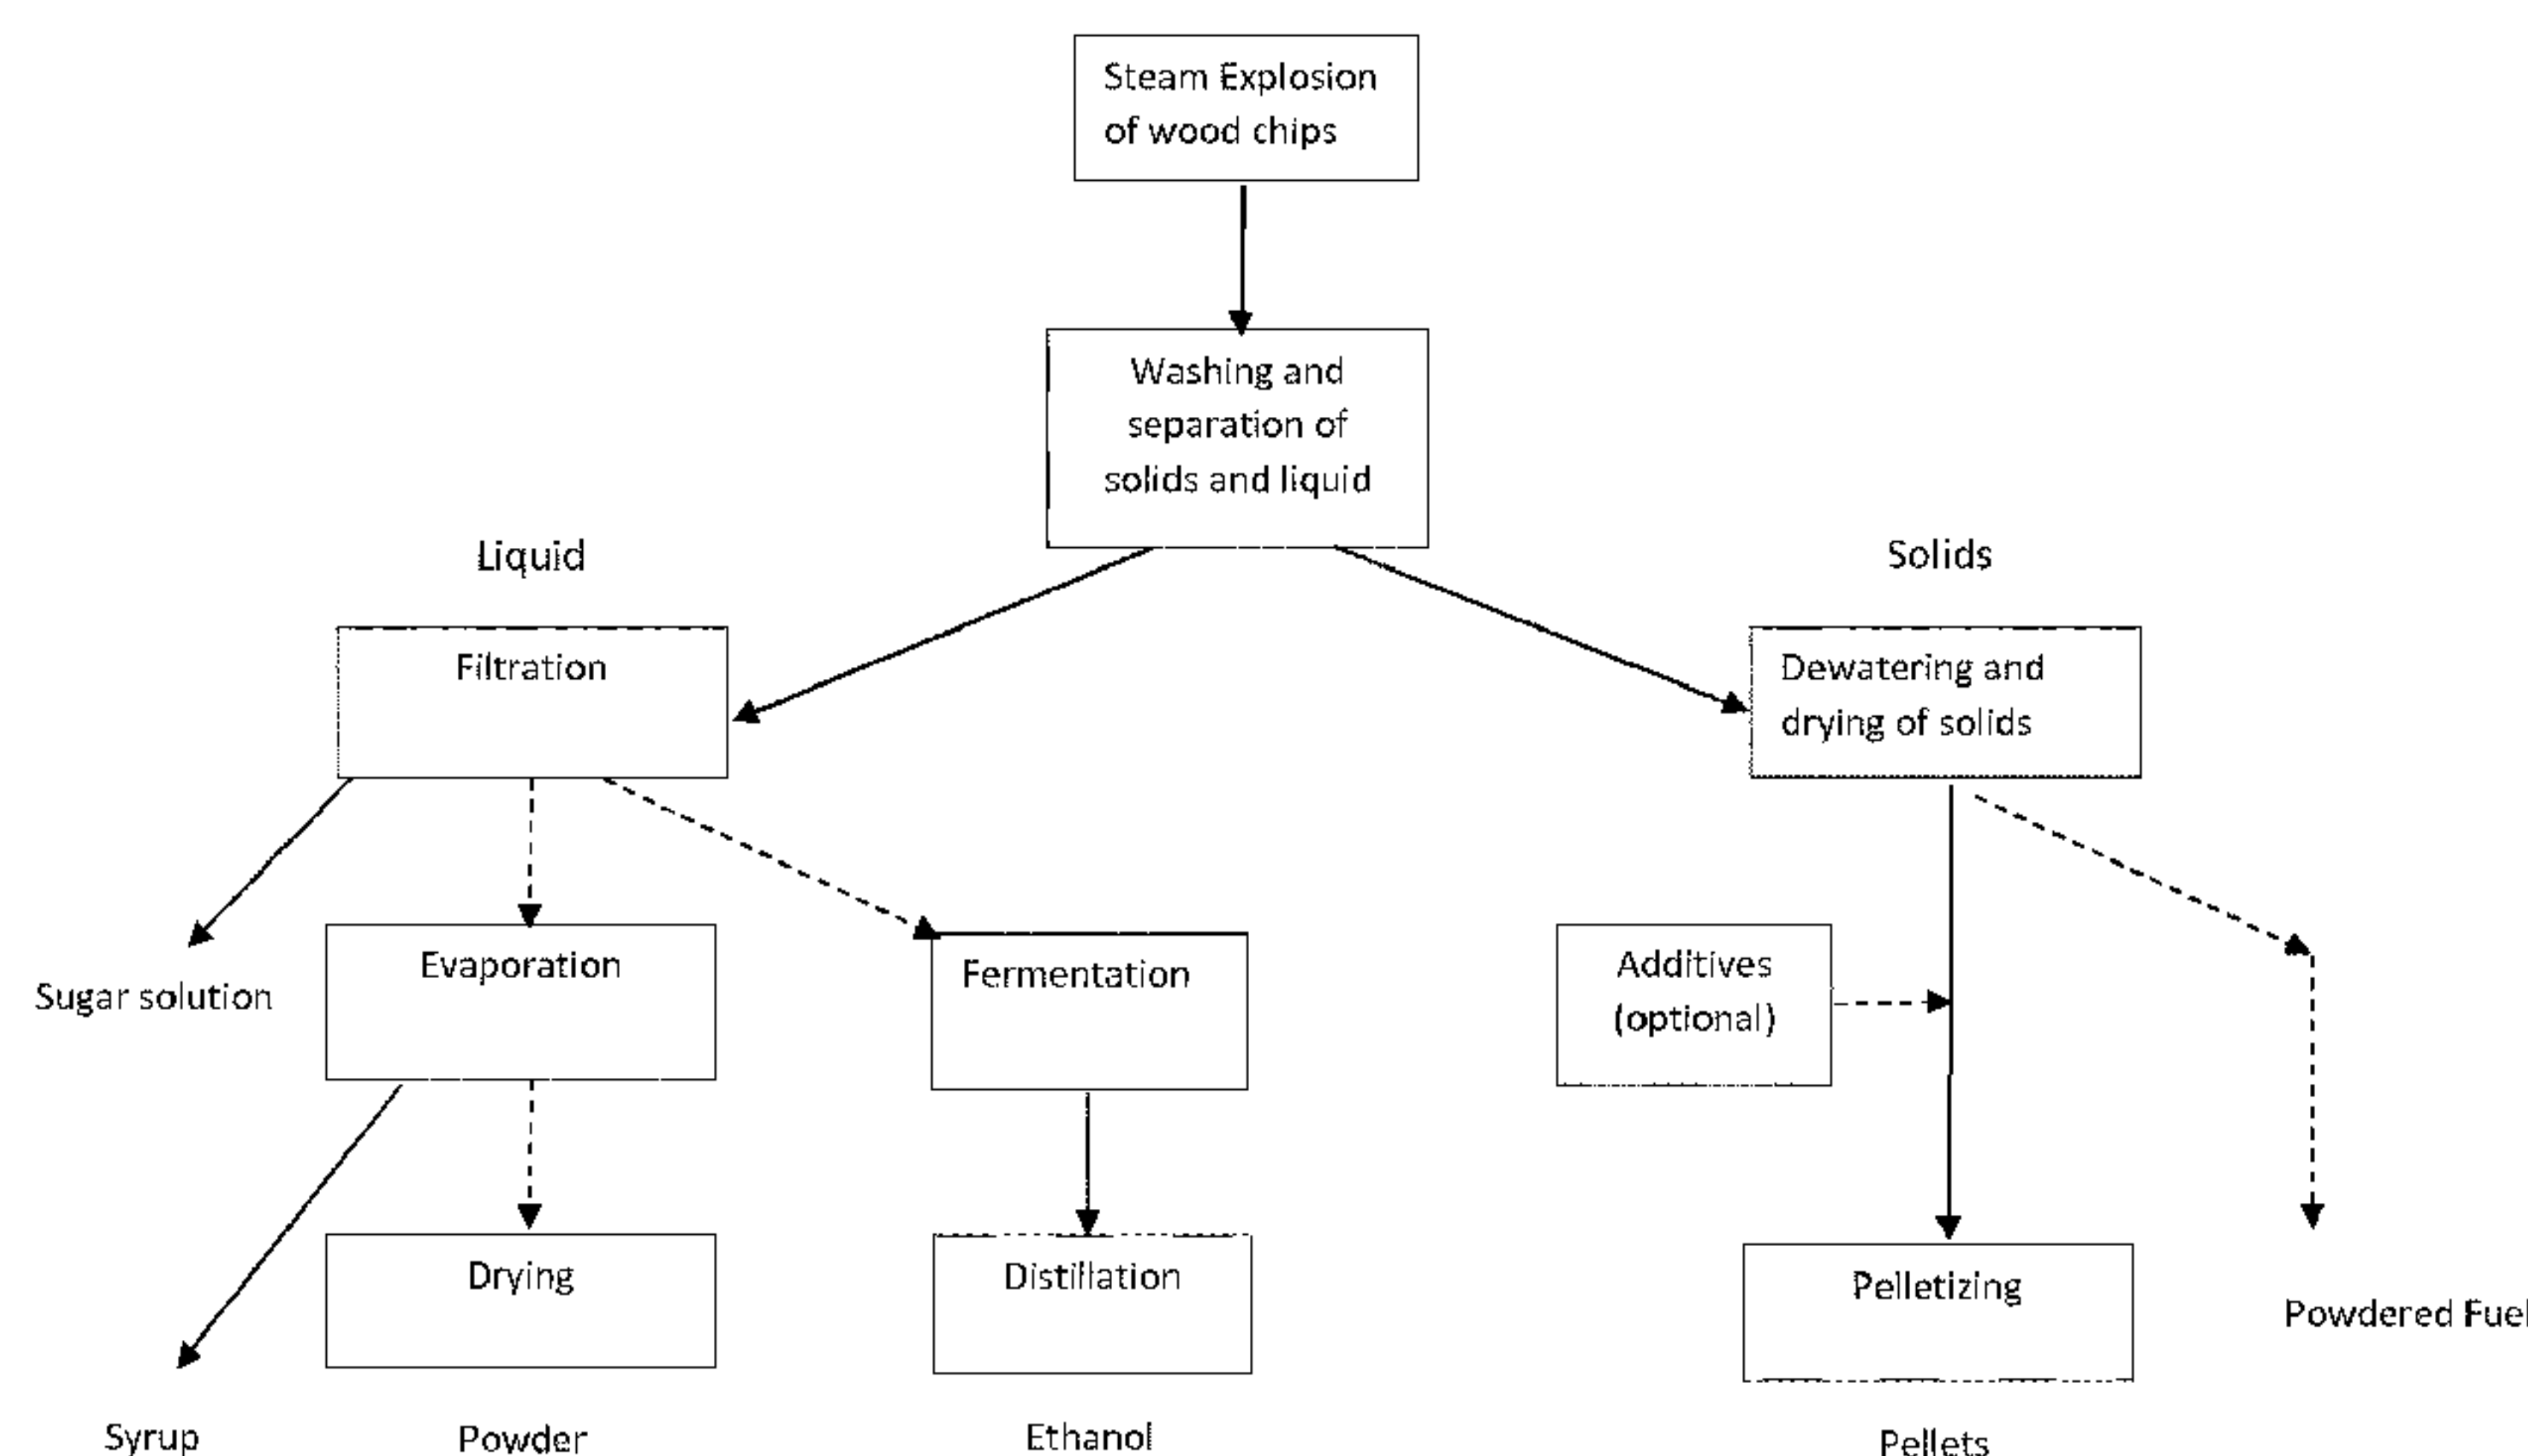 Steam Explosion
of wood chips
Washing and
separation of
solids and liquid
Liquid
Solids
Filtration
Dewatering and
drying of solids
Sugar solution
Evaporation
Fermentation
Additives
(optional)
Drying
Distillation
Pelletizing
Powdered Fuel
Syrup
Powder
Ethanol
Pellets